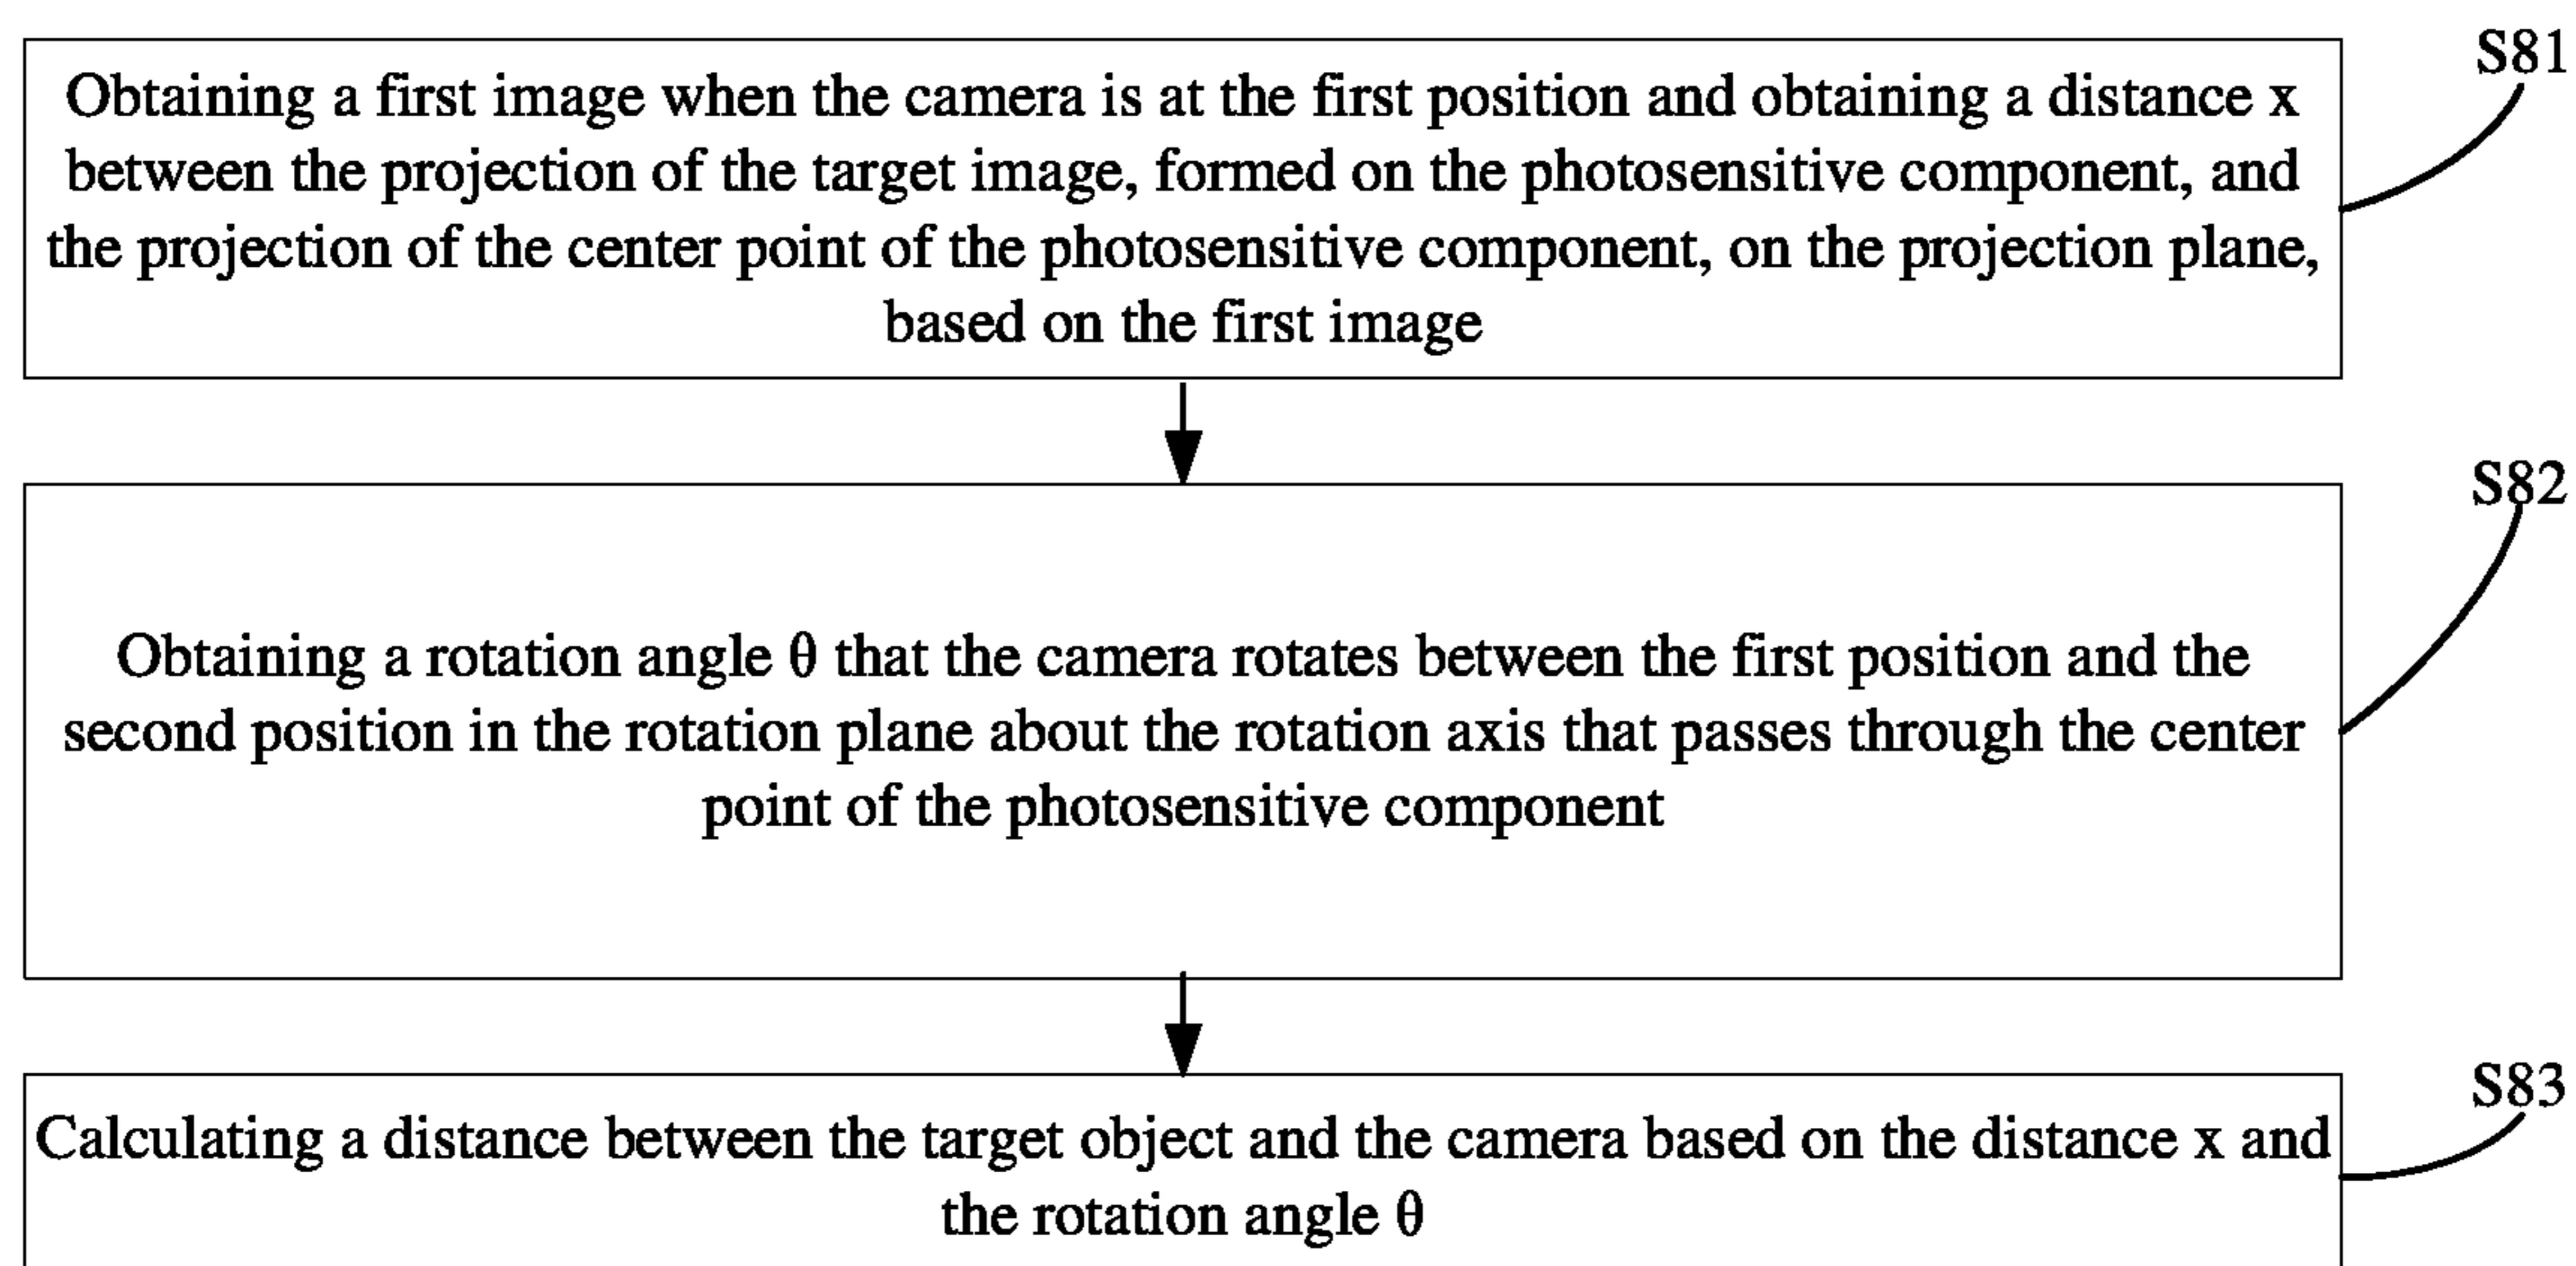 S81
Obtaining a first image when the camera is at the first position and obtaining a distance x
between the projection of the target image, formed on the photosensitive component, and
the projection of the center point of the photosensitive component, on the projection plane,
based on the first image
S82
Obtaining a rotation angle θ that the camera rotates between the first position and the
second position in the rotation plane about the rotation axis that passes through the center
point of the photosensitive component
S83
Calculating a distance between the target object and the camera based on the distance x and
the rotation angle θ